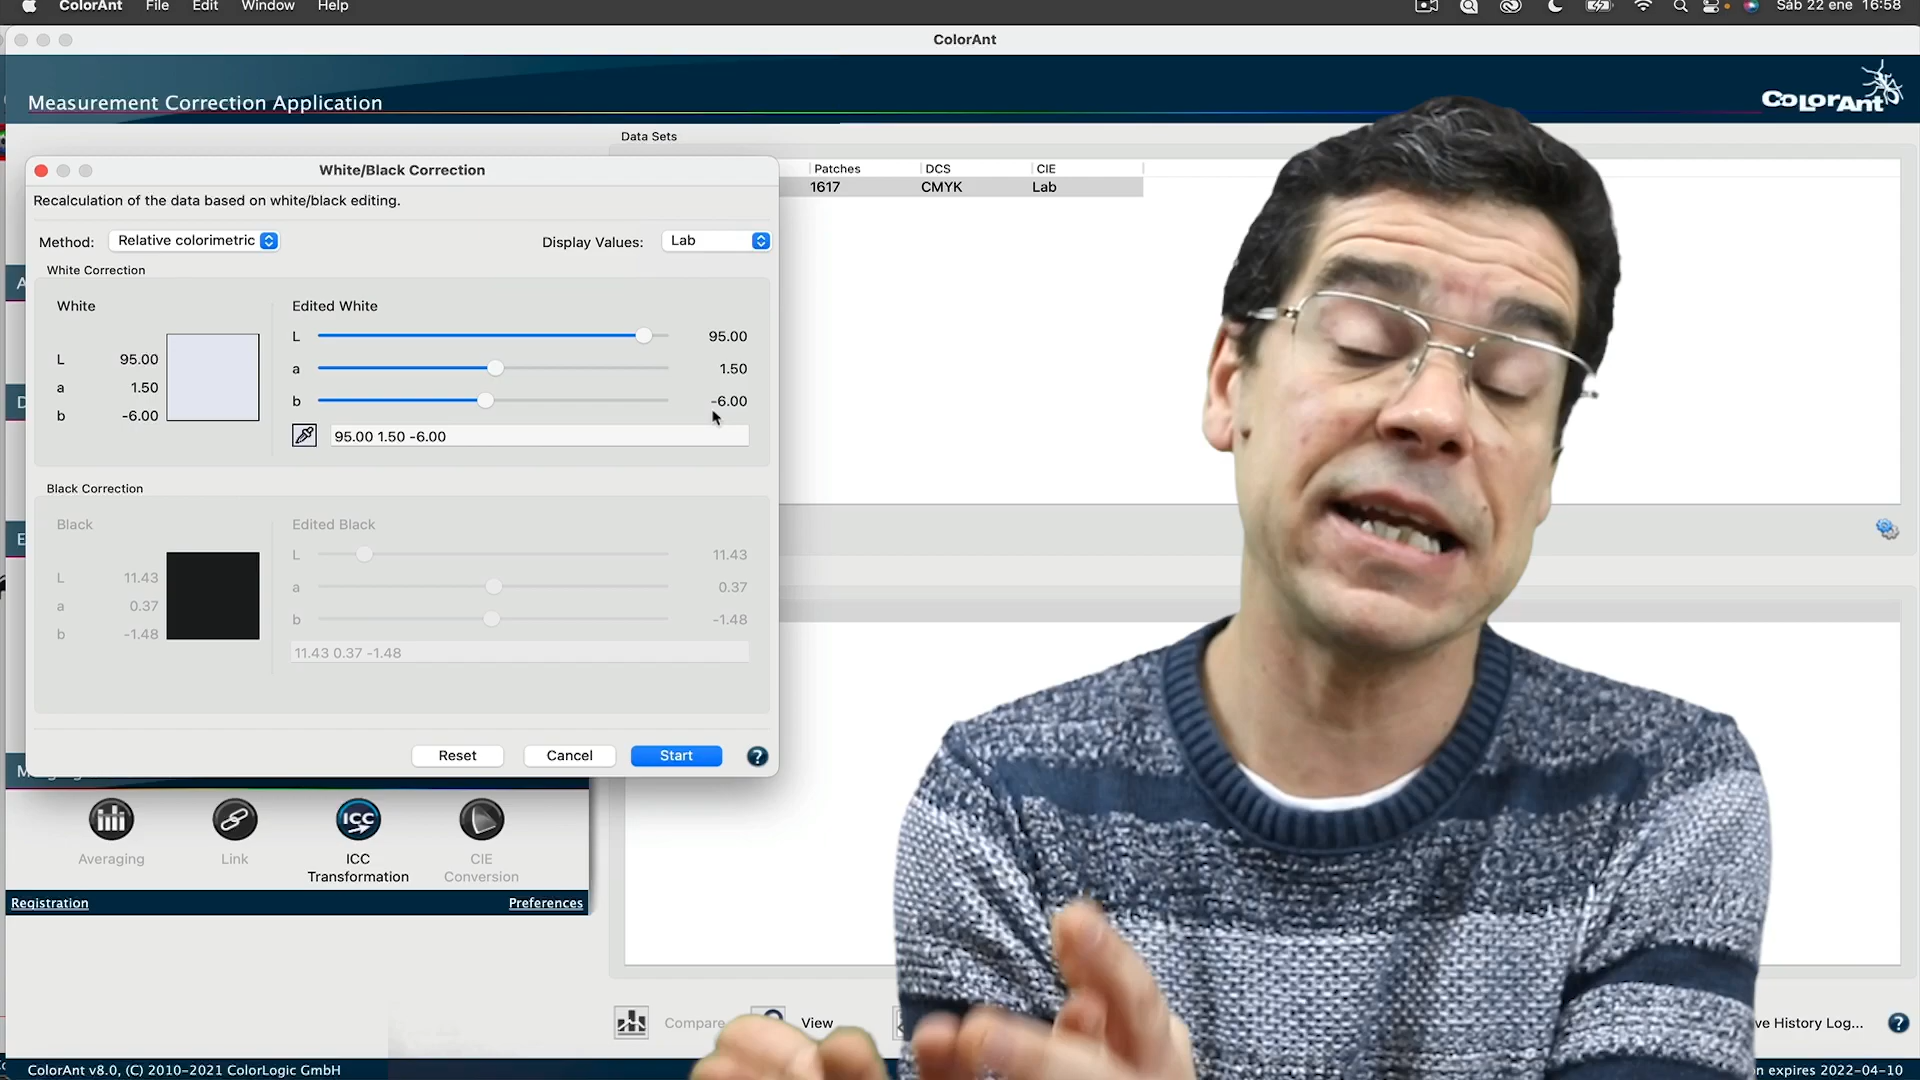 ColorAnt File Edit Window Help Sáb 22 ene 16:58
ColorAnt
Measurement Correction Application
ColorAnt
Data Sets
Patches DCS CIE
1617 CMYK Lab
White/Black Correction
Recalculation of the data based on white/black editing.
Method: Relative colorimetric Display Values: Lab
White Correction
White Edited White
L 95.00
L 95.00
a 1.50
a 1.50
b -6.00
b -6.00
95.00 1.50 -6.00
Black Correction
Black Edited Black
L 11.43
L 11.43
a 0.37
a 0.37
b -1.48
b -1.48
11.43 0.37 -1.48
Reset Cancel Start ?
ICC
Averaging Link ICC Transformation CIE Conversion
Registration Preferences
Compare View ve History Log... ?
ColorAnt v8.0, (C) 2010-2021 ColorLogic GmbH
on expires 2022-04-10